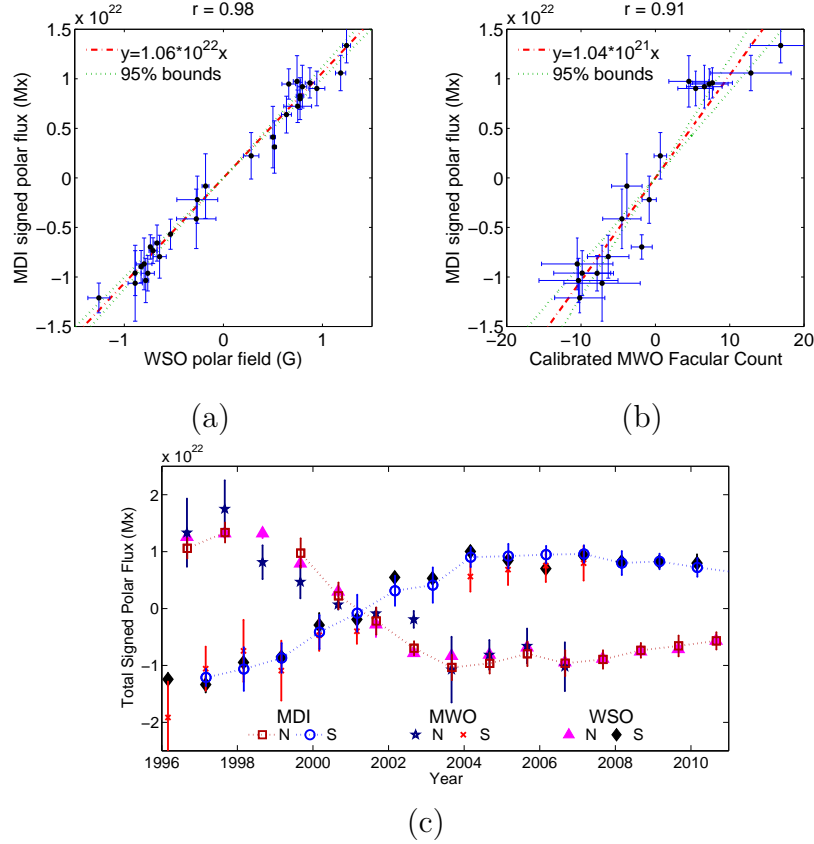 x 10^22
r = 0.98
y=1.06*10^22x
95% bounds
MDI signed polar flux (Mx)
1.5
1
0.5
0
−0.5
−1
−1.5
−1
0
1
WSO polar field (G)
(a)
x 10^22
r = 0.91
y=1.04*10^21x
95% bounds
MDI signed polar flux (Mx)
1.5
1
0.5
0
−0.5
−1
−1.5
−20
−10
0
10
20
Calibrated MWO Facular Count
(b)
x 10^22
Total Signed Polar Flux (Mx)
2
1
0
−1
−2
MDI
MWO
WSO
N
S
N
S
N
S
1996
1998
2000
2002
2004
2006
2008
2010
Year
(c)